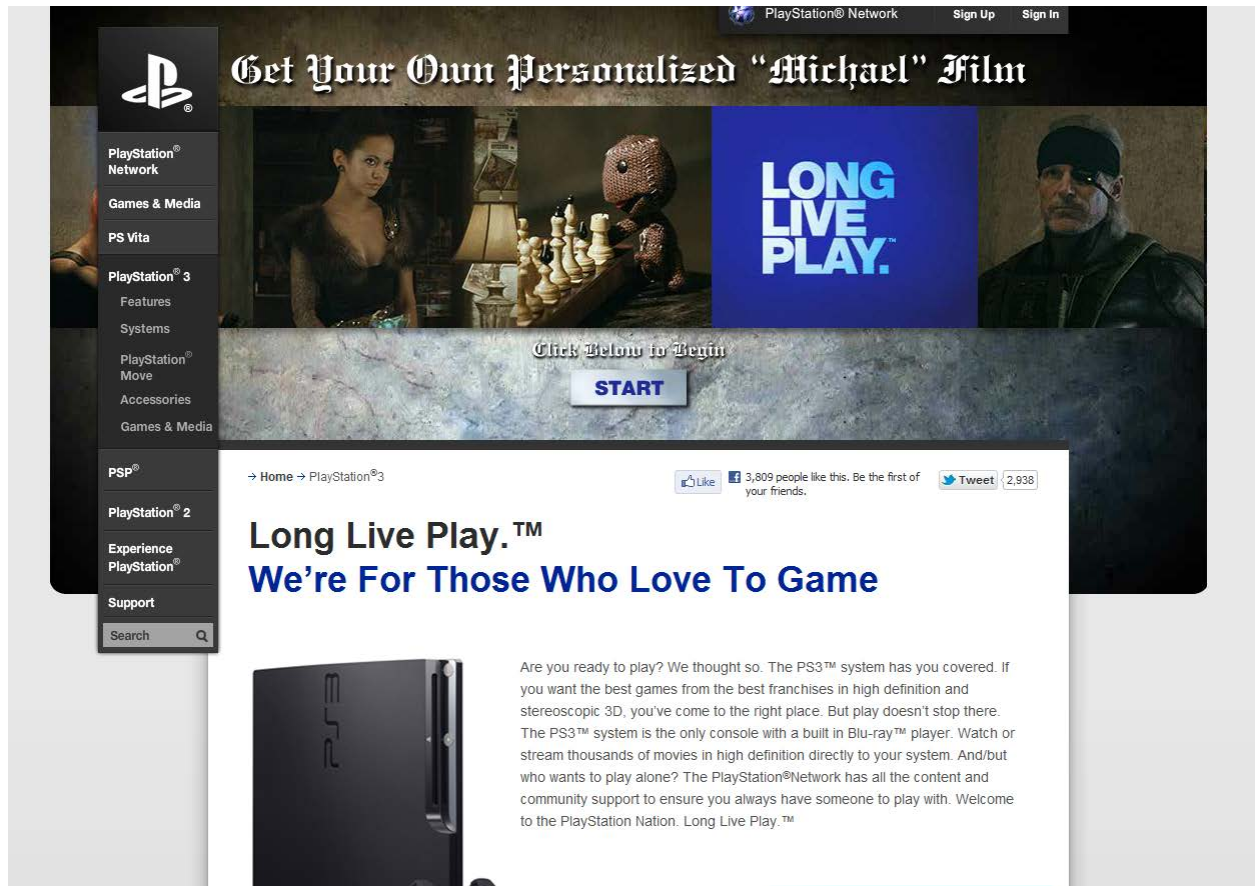 PlayStation® Network Sign Up Sign In
Get Your Own Personalized “Michael” Film
®
PlayStation®
Network
Games & Media
PS Vita
PlayStation® 3
Features
Systems
PlayStation®
Move
Accessories
Games & Media
PSP®
PlayStation® 2
Experience
PlayStation®
Support
Search
LONG
LIVE
PLAY.™
Click Below to Begin
START
→ Home → PlayStation®3
Like
3,809 people like this. Be the first of
your friends.
Tweet 2,938
Long Live Play.™
We’re For Those Who Love To Game
PS3
Are you ready to play? We thought so. The PS3™ system has you covered. If
you want the best games from the best franchises in high definition and
stereoscopic 3D, you’ve come to the right place. But play doesn’t stop there.
The PS3™ system is the only console with a built in Blu-ray™ player. Watch or
stream thousands of movies in high definition directly to your system. And/but
who wants to play alone? The PlayStation®Network has all the content and
community support to ensure you always have someone to play with. Welcome
to the PlayStation Nation. Long Live Play.™